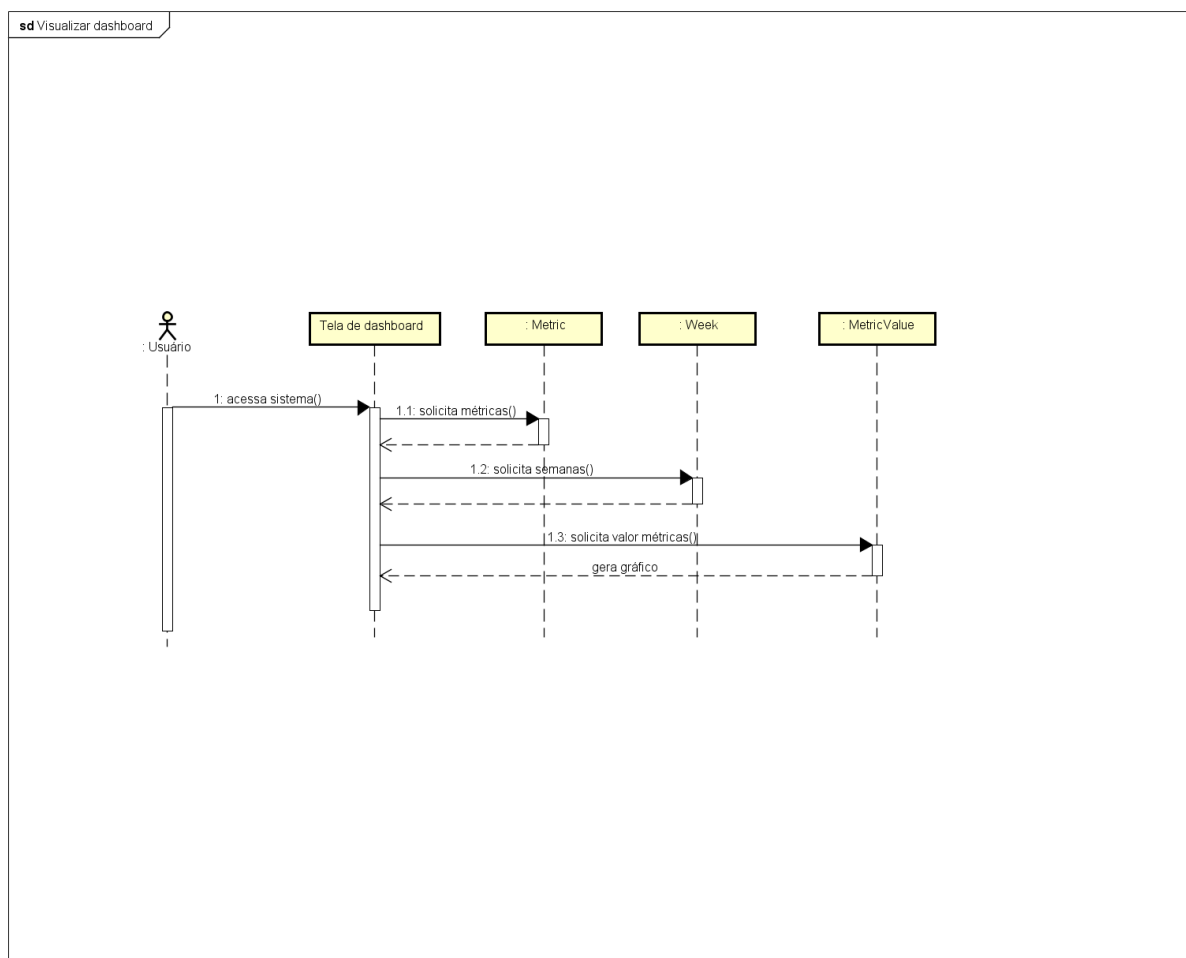 sd Visualizar dashboard
: Usuário
Tela de dashboard
: Metric
: Week
: MetricValue
1: acessa sistema()
1.1: solicita métricas()
1.2: solicita semanas()
1.3: solicita valor métricas()
gera gráfico